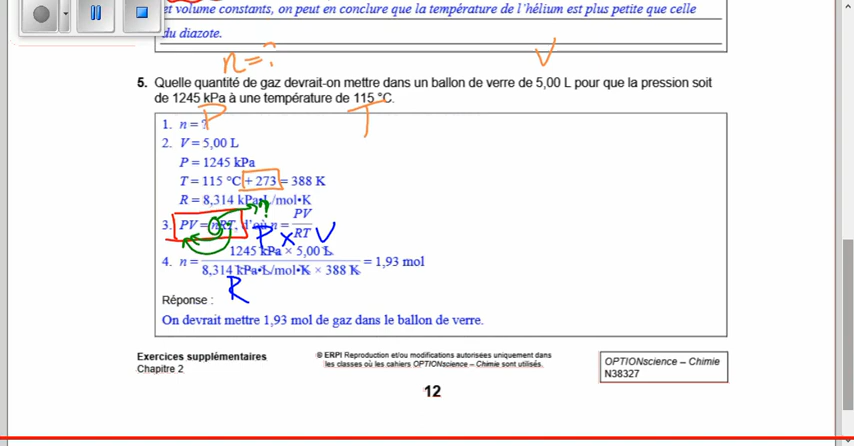 et volume constants, on peut en conclure que la température de l'hélium est plus petite que celle
du diazote.
n=? V
5. Quelle quantité de gaz devrait-on mettre dans un ballon de verre de 5,00 L pour que la pression soit
de 1245 kPa à une température de 115 °C.
P T
1. n = ?
2. V = 5,00 L
P = 1245 kPa
T = 115 °C + 273 = 388 K
R = 8,314 kPa•L/mol•K
3. PV = nRT, d'où n = PV/RT
P x V
4. n = 1245 kPa × 5,00 L / 8,314 kPa•L/mol•K × 388 K = 1,93 mol
R
Réponse :
On devrait mettre 1,93 mol de gaz dans le ballon de verre.
Exercices supplémentaires
Chapitre 2
© ERPI Reproduction et/ou modifications autorisées uniquement dans
les classes où les cahiers OPTIONscience – Chimie sont utilisés.
OPTIONscience – Chimie
N38327
12